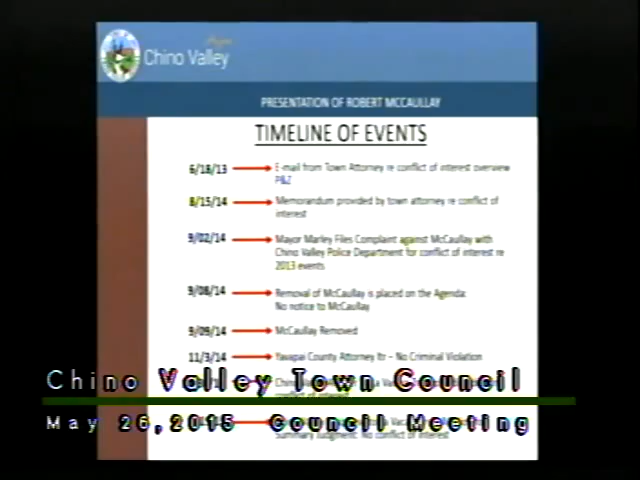 Chino Valley
PRESENTATION OF ROBERT MCCAULLAY
TIMELINE OF EVENTS
6/18/13 E-mail from Town Attorney re conflict of interest overview
P&Z
8/15/14 Memorandum provided by town attorney re conflict of
interest
9/02/14 Mayor Marley Files Complaint against McCaullay with
Chino Valley Police Department for conflict of interest re
2013 events
9/08/14 Removal of McCaullay is placed on the Agenda:
No notice to McCaullay
9/09/14 McCaullay Removed
11/3/14 Yavapai County Attorney ltr – No Criminal Violation
Chino Valley Town Council
conflict of interest
May 26,2015 Council Meeting
Summary Judgment: No conflict of interest